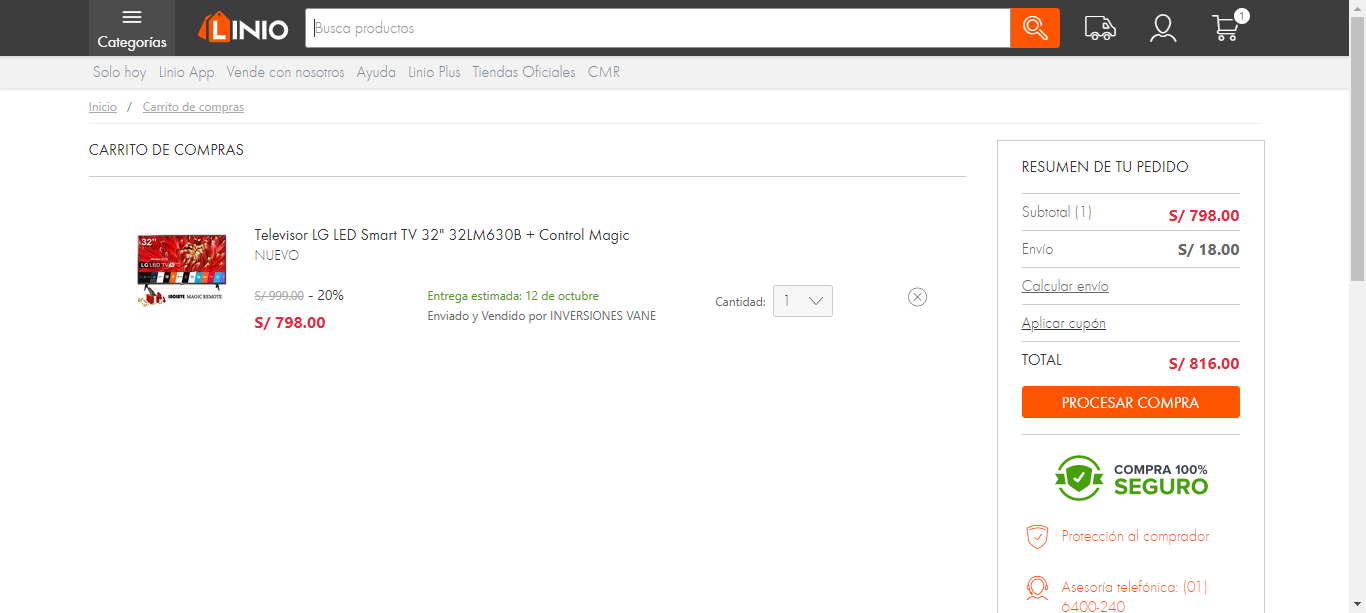 Categorías
LINIO
Busca productos
1
Solo hoy Linio App Vende con nosotros Ayuda Linio Plus Tiendas Oficiales CMR
Inicio / Carrito de compras
CARRITO DE COMPRAS
32"
LG LED TV
INCLUYE MAGIC REMOTE
Televisor LG LED Smart TV 32" 32LM630B + Control Magic
NUEVO
S/ 999.00 - 20%
S/ 798.00
Entrega estimada: 12 de octubre
Enviado y Vendido por INVERSIONES VANE
Cantidad: 1
RESUMEN DE TU PEDIDO
Subtotal (1) S/ 798.00
Envío S/ 18.00
Calcular envío
Aplicar cupón
TOTAL S/ 816.00
PROCESAR COMPRA
COMPRA 100%
SEGURO
Protección al comprador
Asesoría telefónica: (01)
6400-240